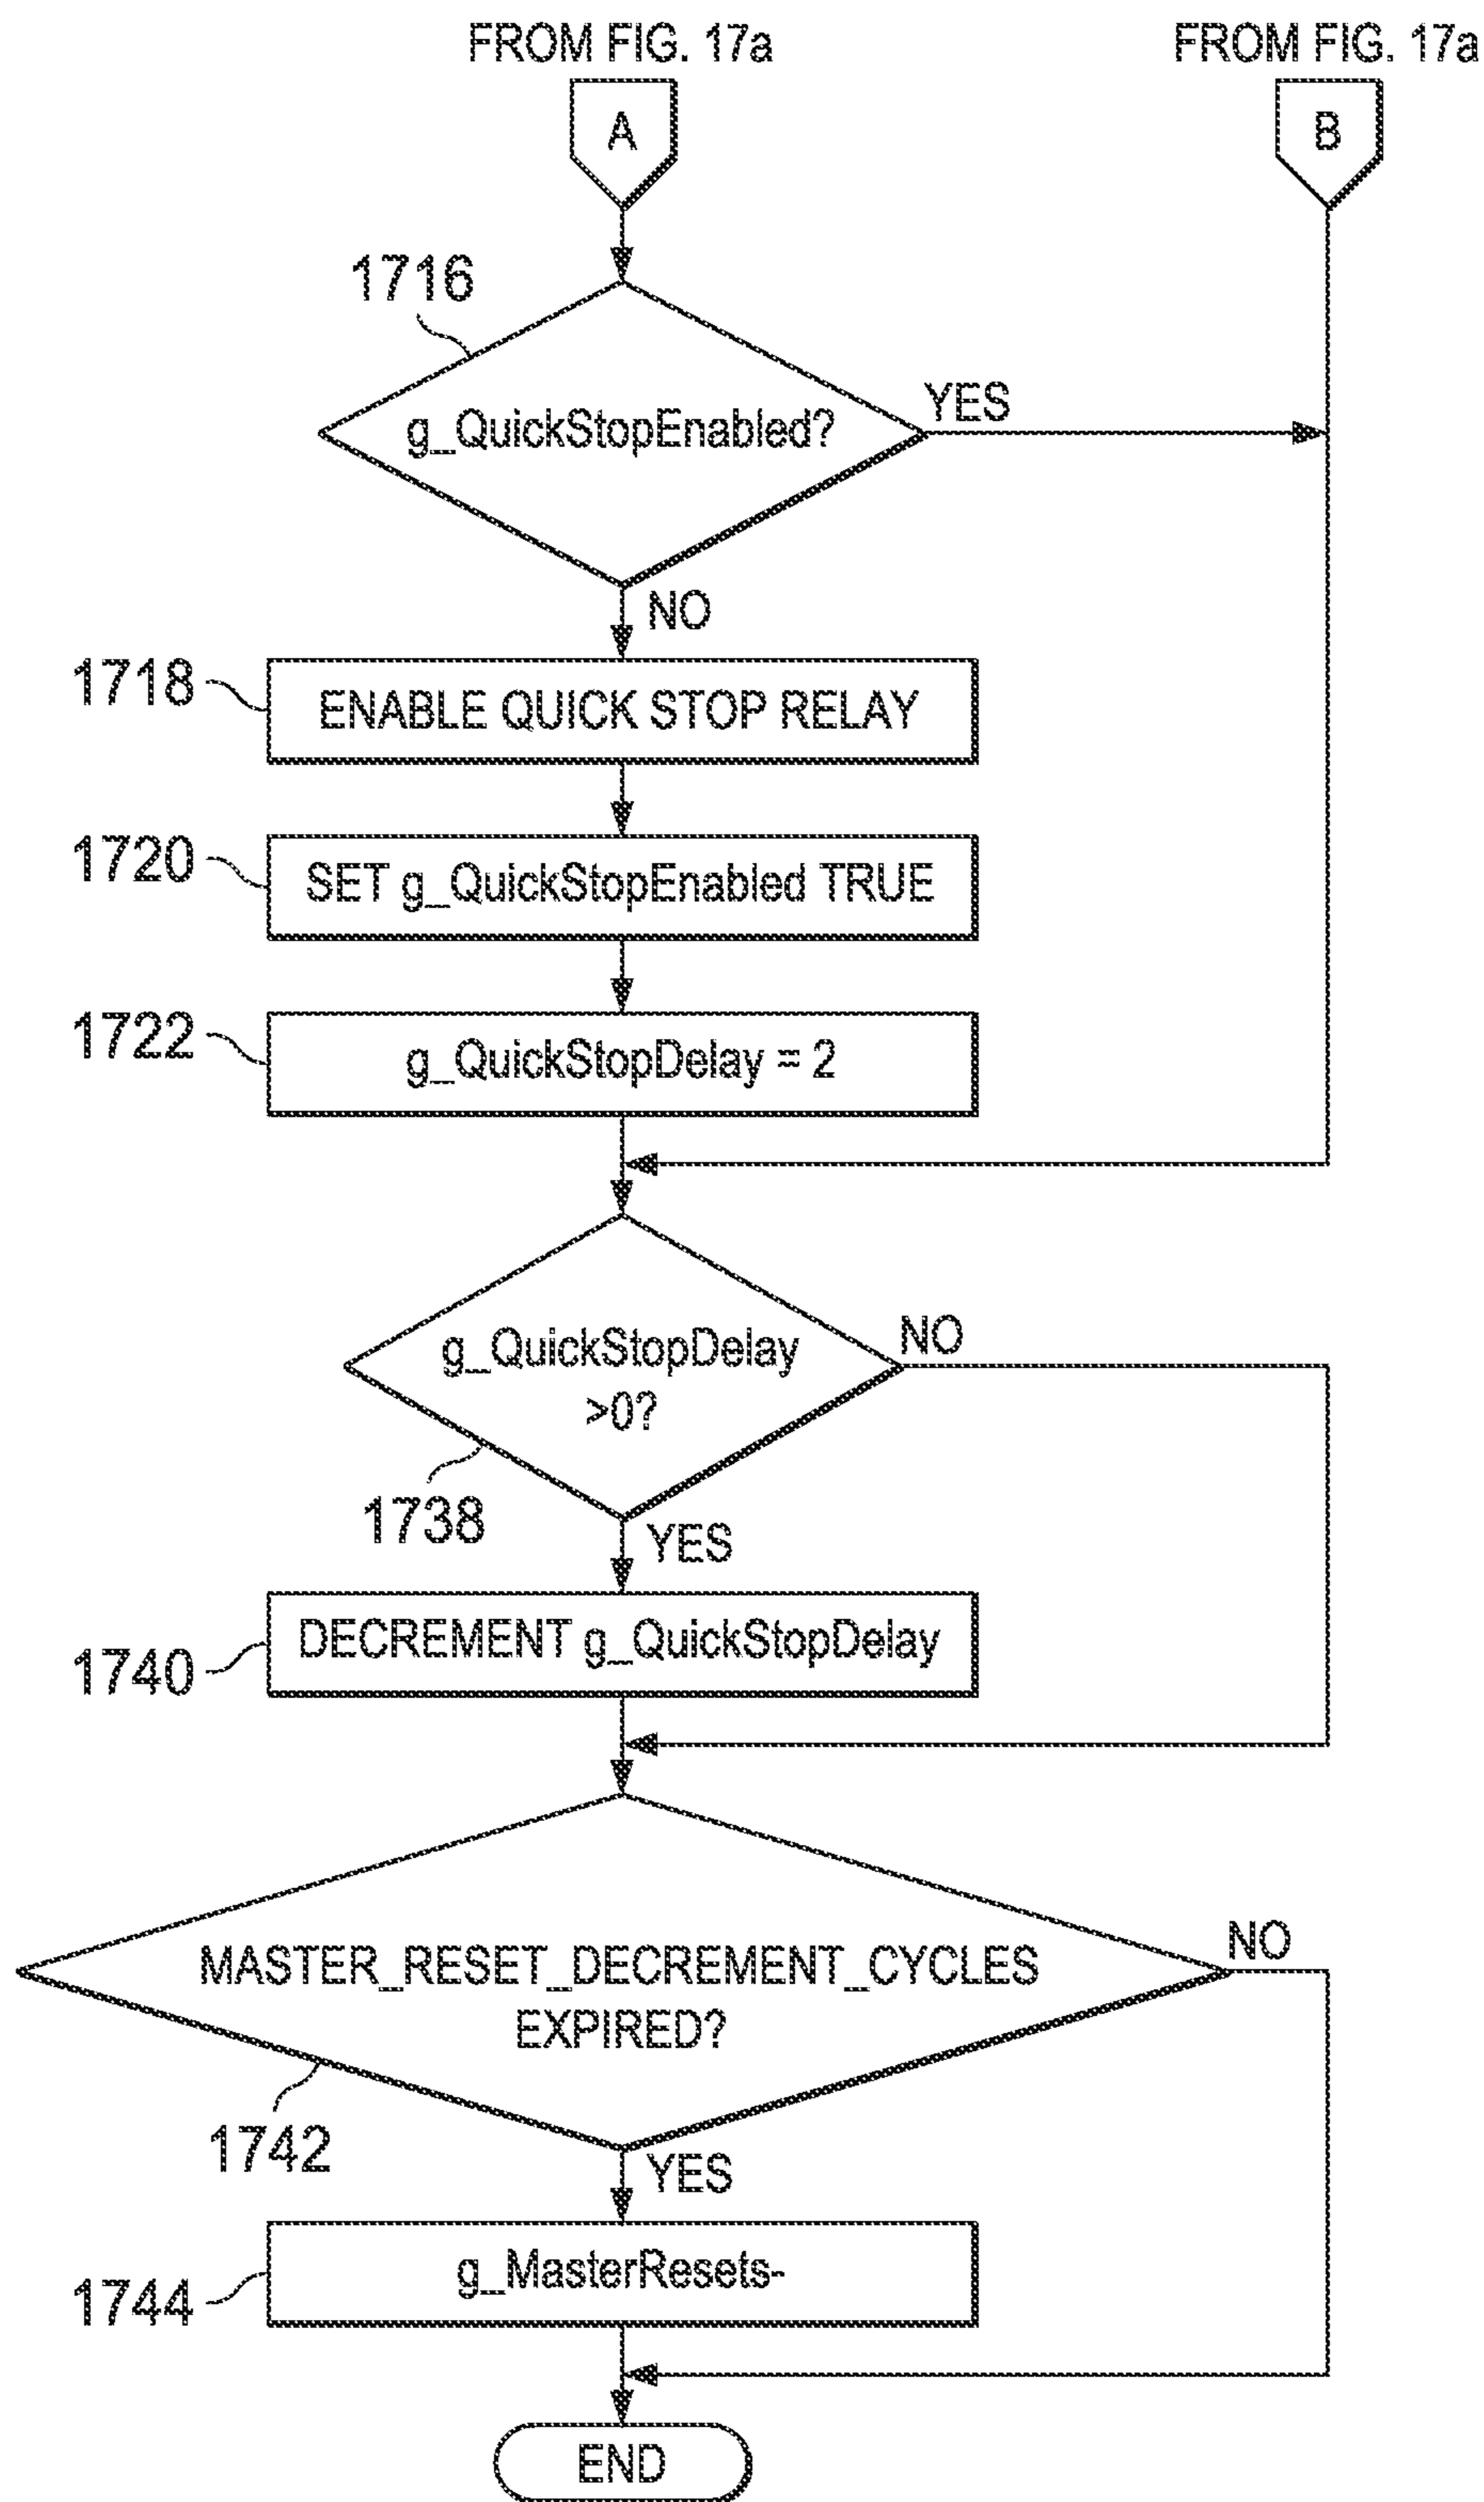 FROM FIG. 17a
FROM FIG. 17a
A
B
1716
g_QuickStopEnabled?
YES
NO
1718
ENABLE QUICK STOP RELAY
1720
SET g_QuickStopEnabled TRUE
1722
g_QuickStopDelay = 2
g_QuickStopDelay
>0?
NO
1738
YES
1740
DECREMENT g_QuickStopDelay
MASTER_RESET_DECREMENT_CYCLES
EXPIRED?
NO
1742
YES
1744
g_MasterResets-
END